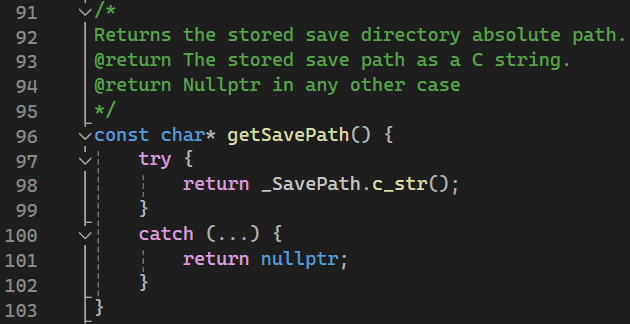 91 /*
92 Returns the stored save directory absolute path.
93 @return The stored save path as a C string.
94 @return Nullptr in any other case
95 */
96 const char* getSavePath() {
97     try {
98         return _SavePath.c_str();
99     }
100     catch (...) {
101         return nullptr;
102     }
103 }